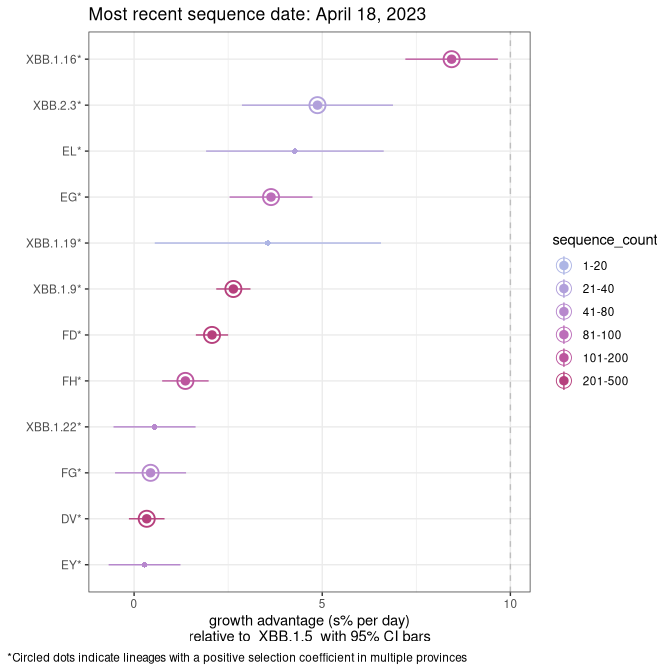 Most recent sequence date: April 18, 2023
XBB.1.16*
XBB.2.3*
EL*
EG*
XBB.1.19*
XBB.1.9*
FD*
FH*
XBB.1.22*
FG*
DV*
EY*
0 5 10
growth advantage (s% per day)
relative to XBB.1.5 with 95% CI bars
*Circled dots indicate lineages with a positive selection coefficient in multiple provinces
sequence_count
1-20
21-40
41-80
81-100
101-200
201-500